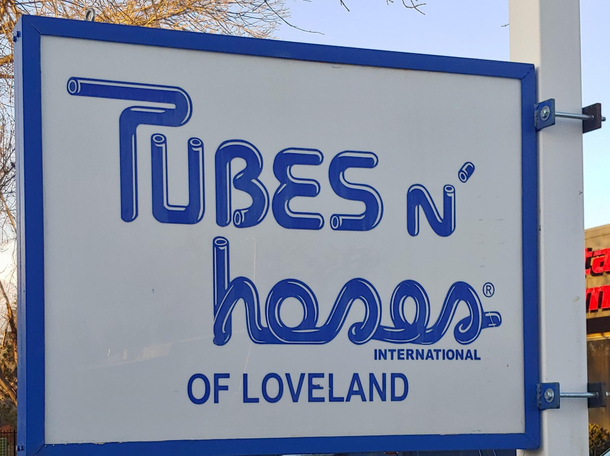 TUBES N'
hoses®
INTERNATIONAL
OF LOVELAND